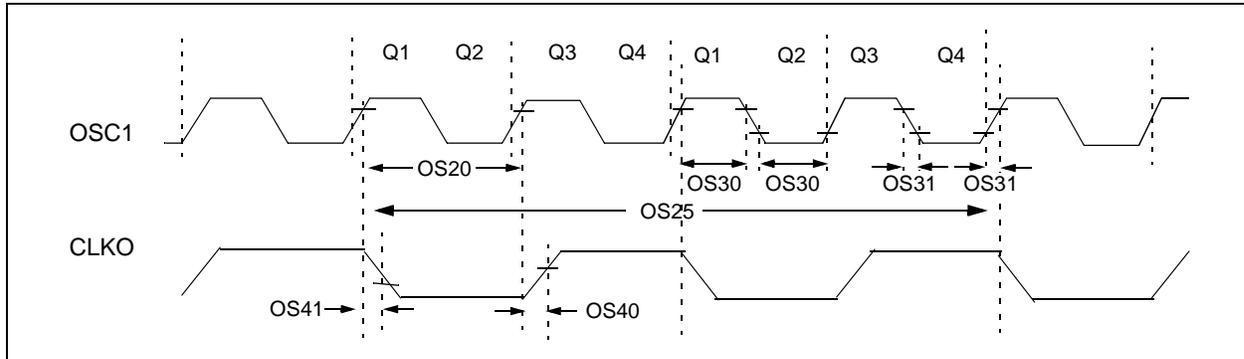 Q1 Q2 Q3 Q4 Q1 Q2 Q3 Q4
OSC1
OS20 OS30 OS30 OS31 OS31
OS25
CLKO
OS41 OS40